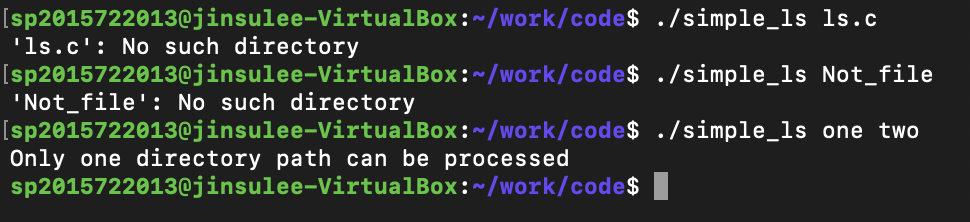 [sp2015722013@jinsulee-VirtualBox:~/work/code$ ./simple_ls ls.c
'ls.c': No such directory
[sp2015722013@jinsulee-VirtualBox:~/work/code$ ./simple_ls Not_file
'Not_file': No such directory
[sp2015722013@jinsulee-VirtualBox:~/work/code$ ./simple_ls one two
Only one directory path can be processed
sp2015722013@jinsulee-VirtualBox:~/work/code$